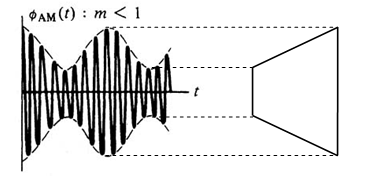 ϕAM(t) : m < 1
t